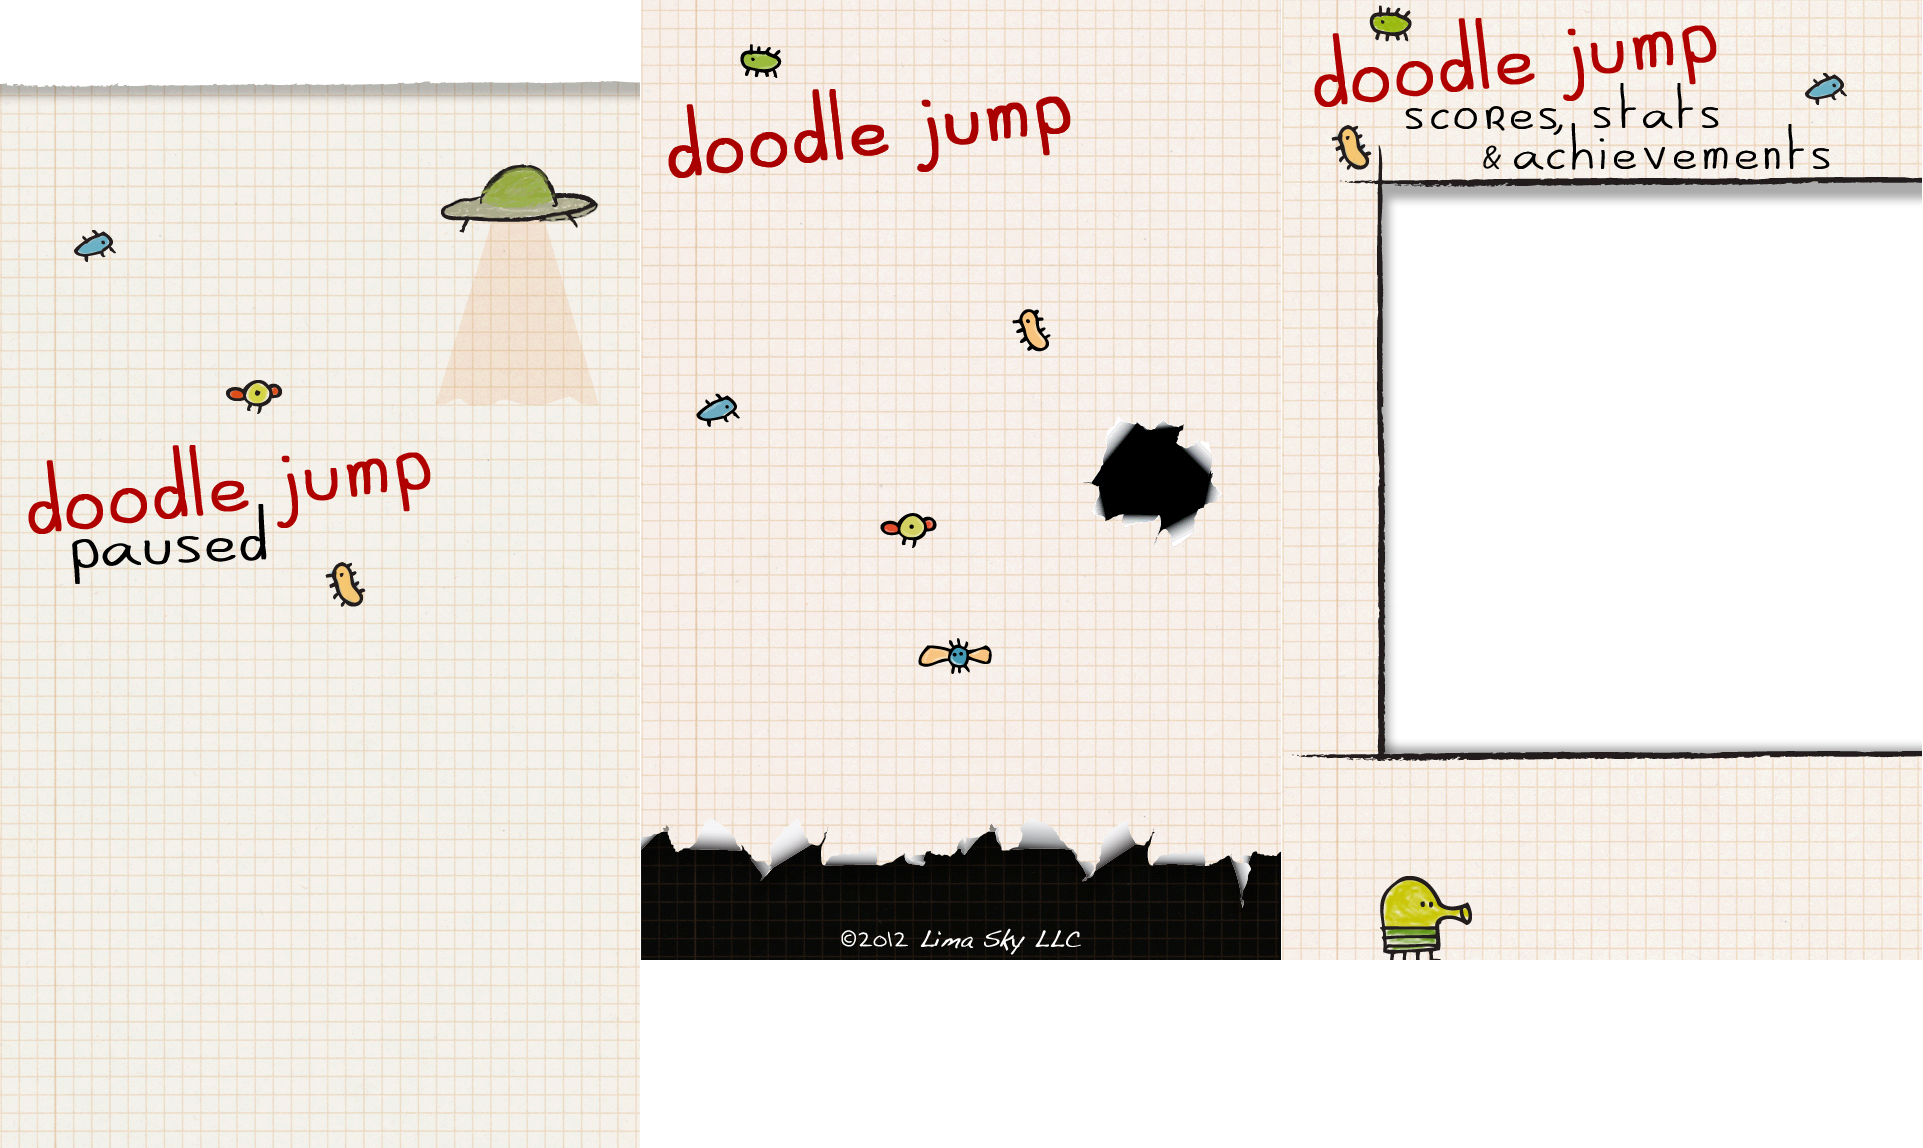 doodle jump
paused
doodle jump
©2012 Lima Sky LLC
doodle jump
scores, stats
& achievements